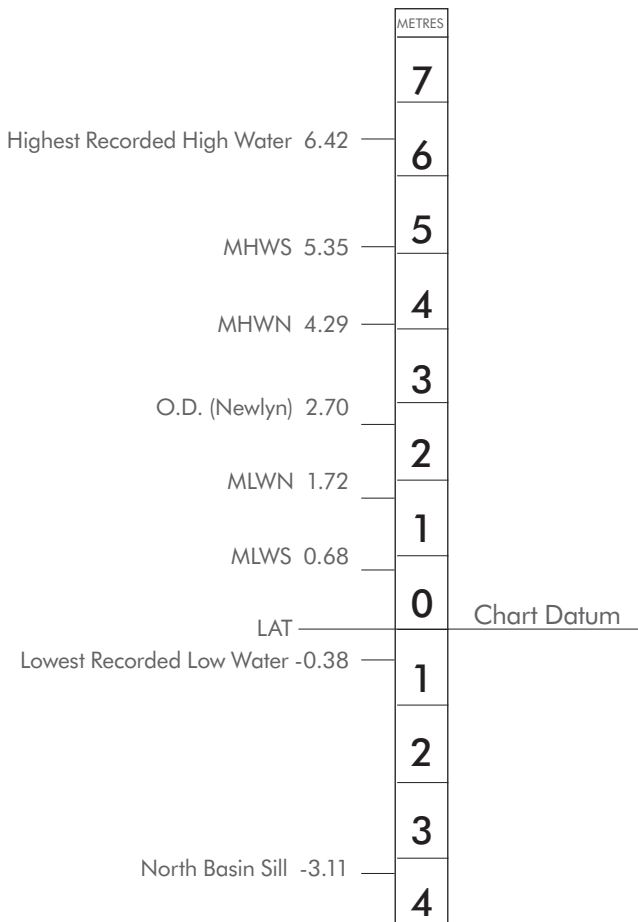 METRES
7
Highest Recorded High Water 6.42
6
5
MHWS 5.35
4
MHWN 4.29
3
O.D. (Newlyn) 2.70
2
MLWN 1.72
1
MLWS 0.68
0
Chart Datum
LAT
Lowest Recorded Low Water -0.38
1
2
3
North Basin Sill -3.11
4